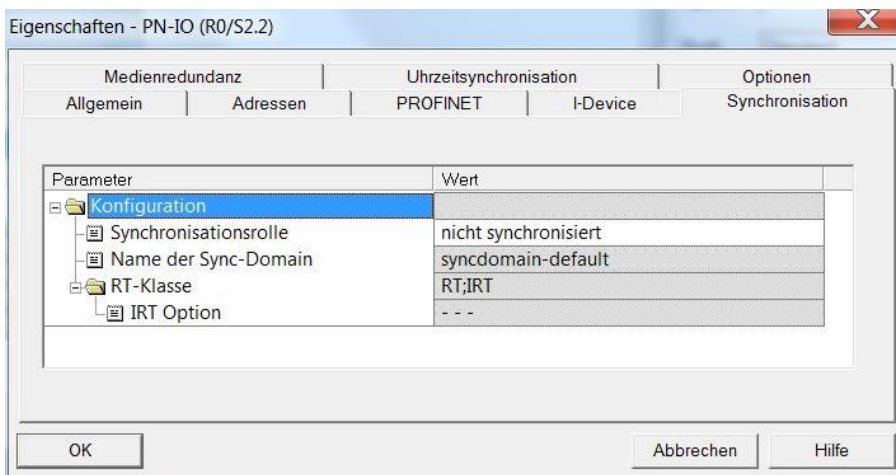 Eigenschaften - PN-IO (R0/S2.2)
Medienredundanz Uhrzeitsynchronisation Optionen
Allgemein Adressen PROFINET I-Device Synchronisation
Parameter Wert
Konfiguration
Synchronisationsrolle nicht synchronisiert
Name der Sync-Domain syncdomain-default
RT-Klasse RT;IRT
IRT Option - - -
OK Abbrechen Hilfe